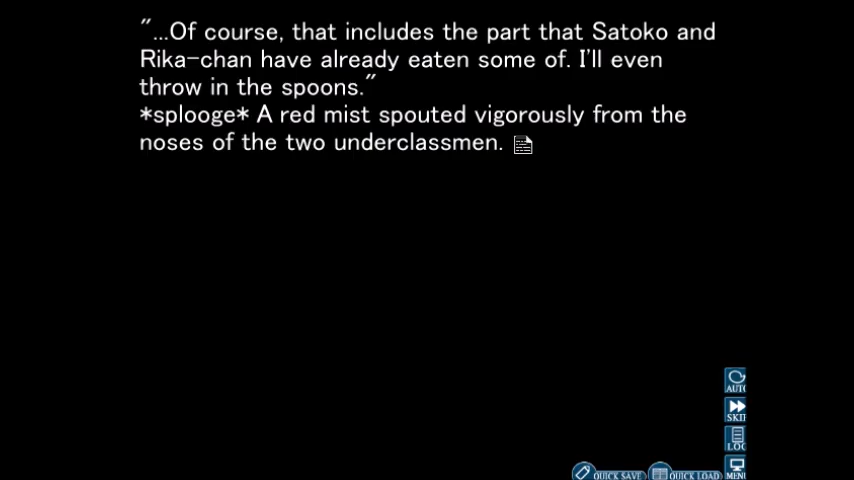 "...Of course, that includes the part that Satoko and
Rika-chan have already eaten some of. I'll even
throw in the spoons."
*splooge* A red mist spouted vigorously from the
noses of the two underclassmen.
AUTO
SKI
LOG
MENU
QUICK SAVE
QUICK LOAD